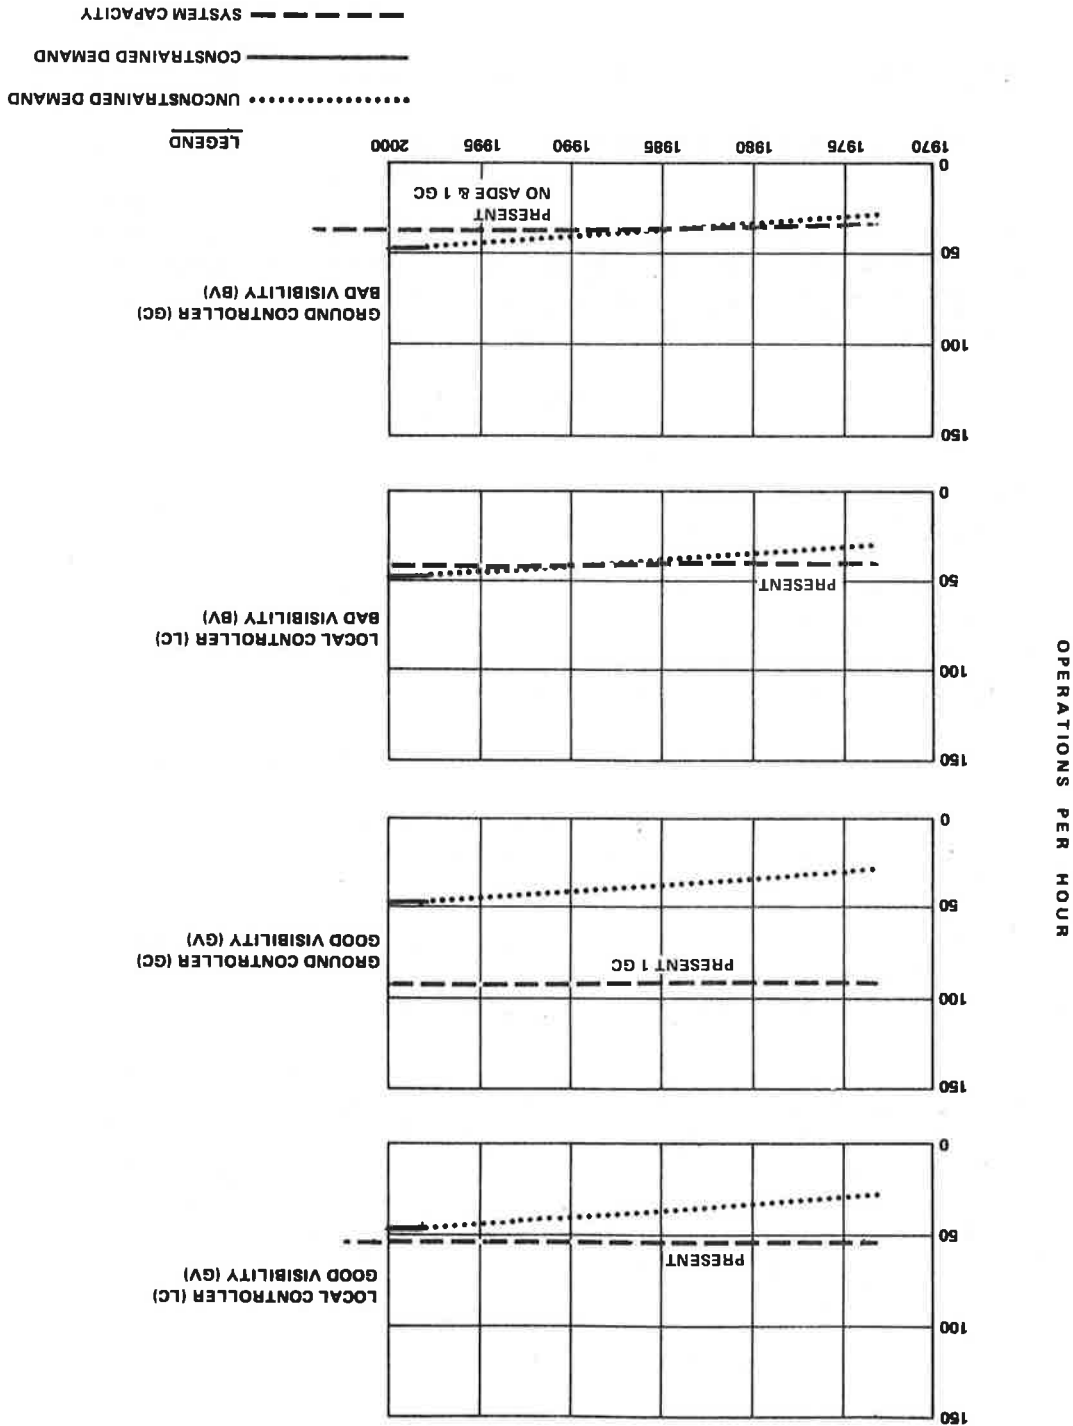 OPERATIONS PER HOUR
150
100
50
0
PRESENT
LOCAL CONTROLLER (LC)
GOOD VISIBILITY (GV)
150
100
50
0
PRESENT 1 GC
GROUND CONTROLLER (GC)
GOOD VISIBILITY (GV)
150
100
50
0
PRESENT
LOCAL CONTROLLER (LC)
BAD VISIBILITY (BV)
150
100
50
0
GROUND CONTROLLER (GC)
BAD VISIBILITY (BV)
PRESENT
NO ASDE & 1 GC
1970 1975 1980 1985 1990 1995 2000
LEGEND
UNCONSTRAINED DEMAND
CONSTRAINED DEMAND
SYSTEM CAPACITY